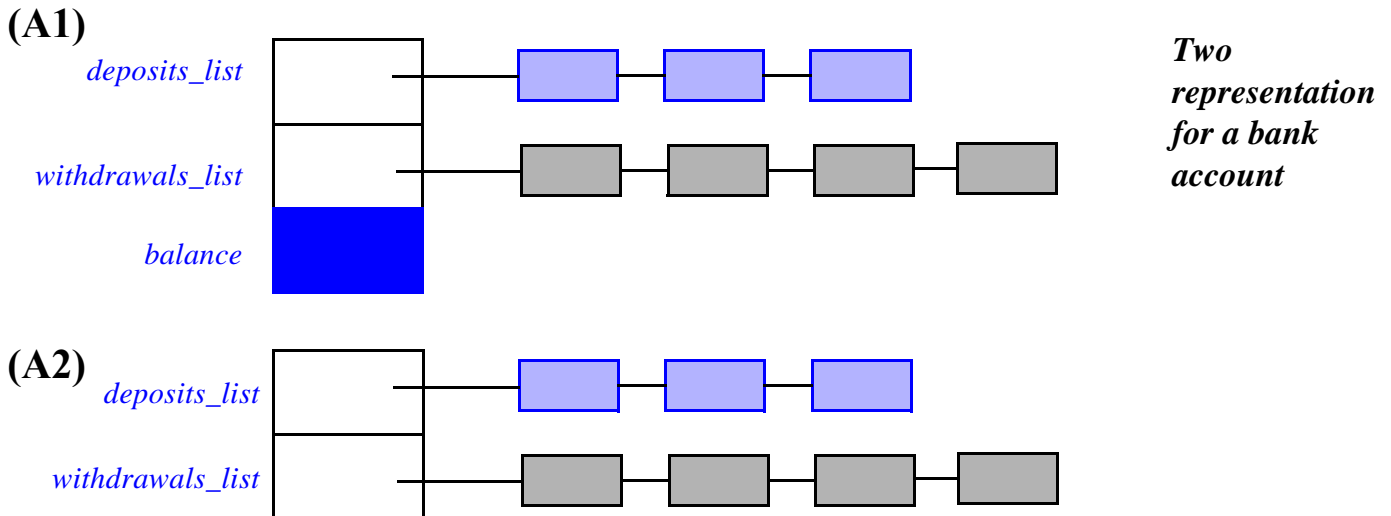 (A1)
deposits_list
withdrawals_list
balance
Two
representation
for a bank
account
(A2)
deposits_list
withdrawals_list